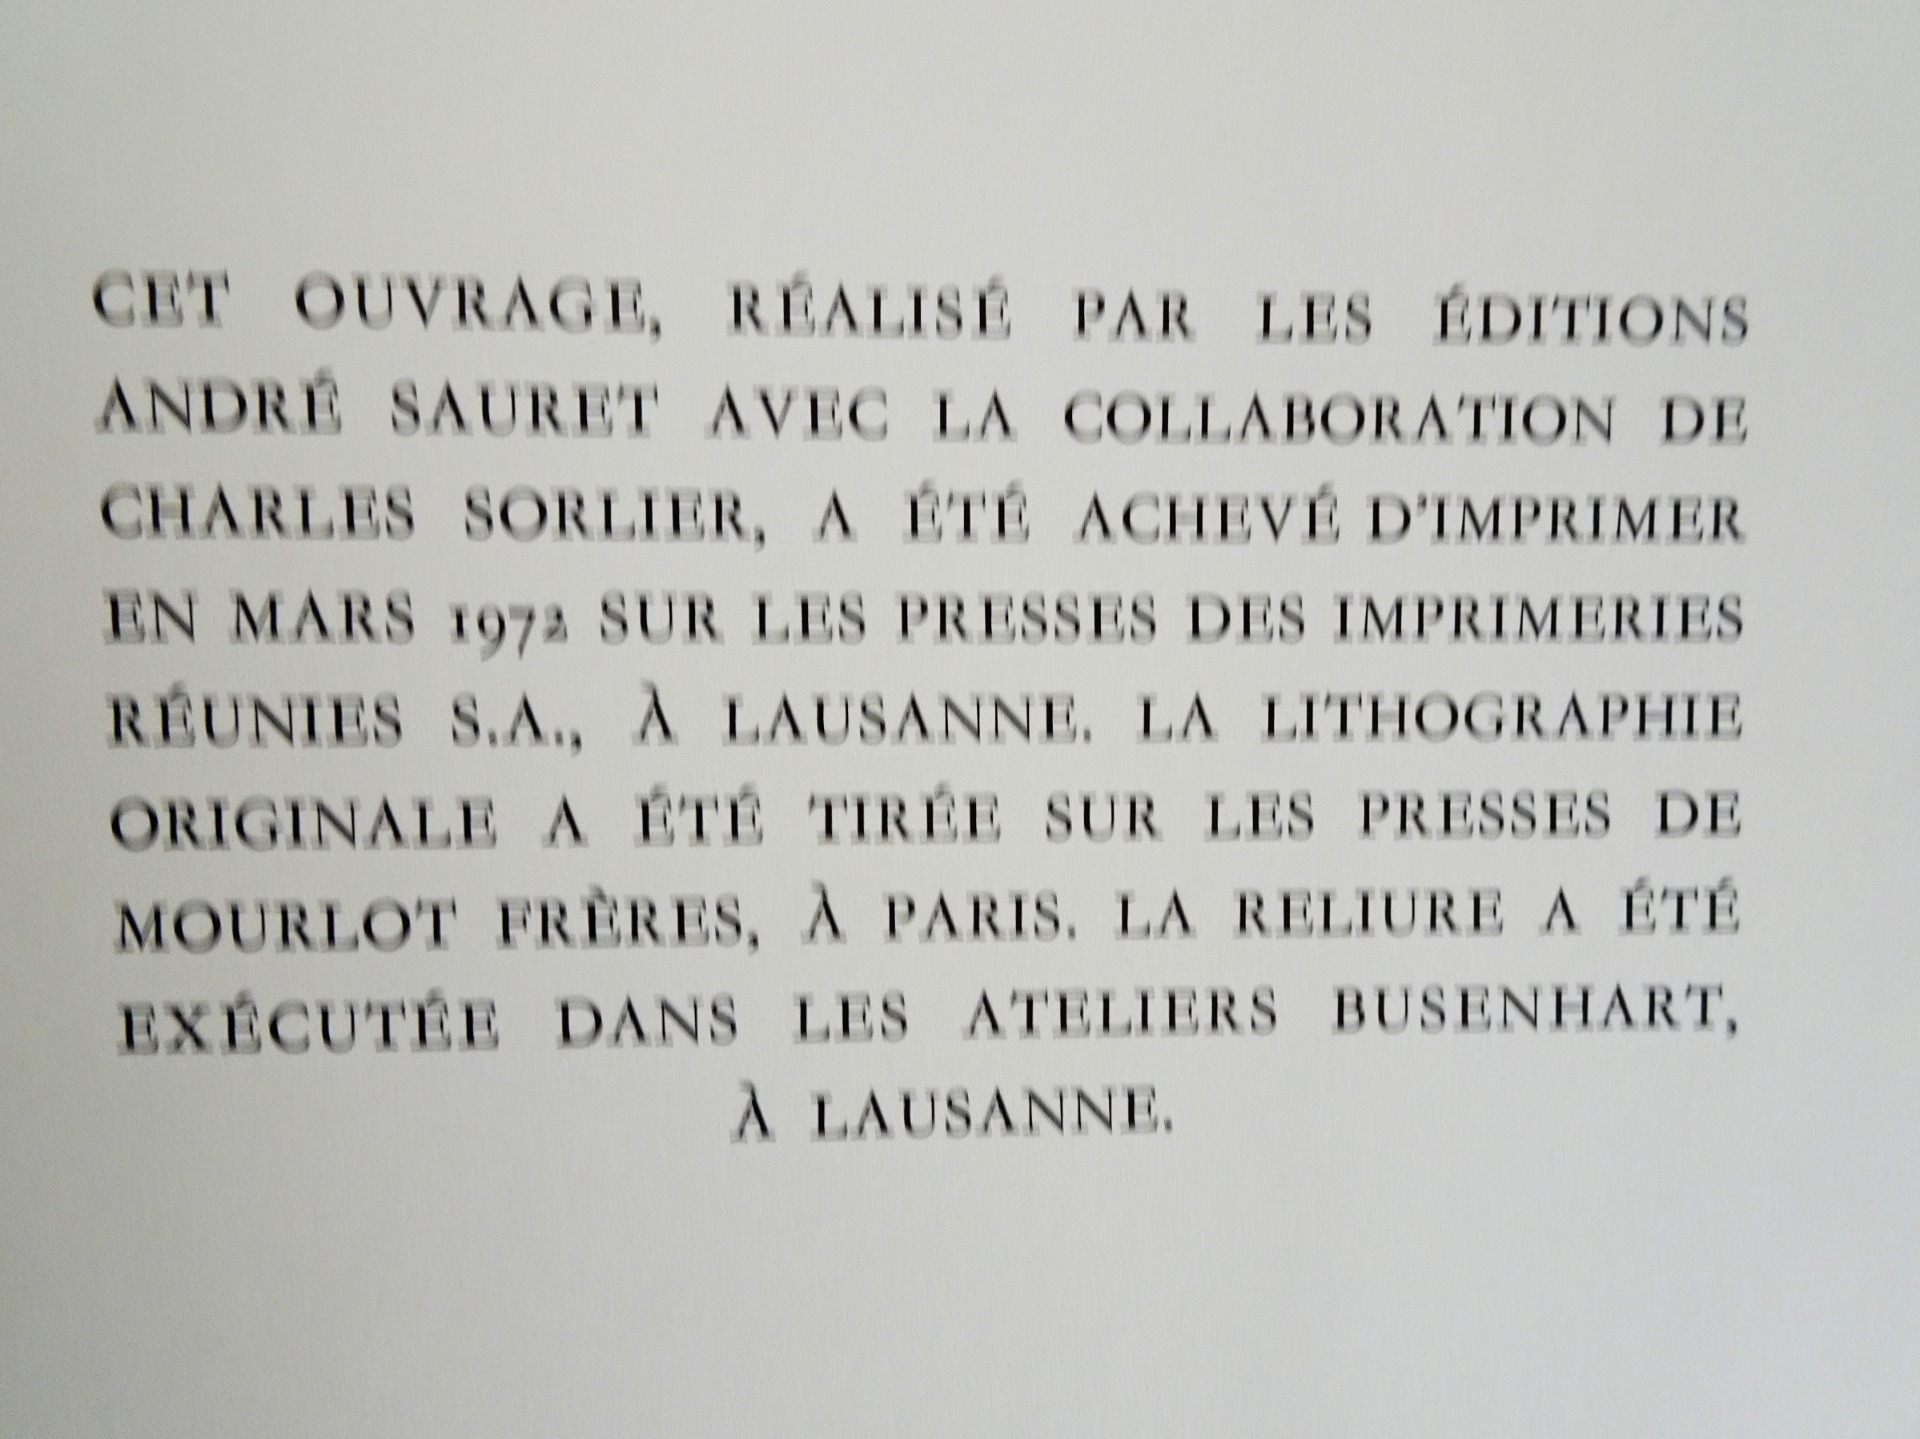 CET OUVRAGE, RÉALISÉ PAR LES ÉDITIONS
ANDRÉ SAURET AVEC LA COLLABORATION DE
CHARLES SORLIER, A ÉTÉ ACHEVÉ D'IMPRIMER
EN MARS 1972 SUR LES PRESSES DES IMPRIMERIES
RÉUNIES S.A., À LAUSANNE. LA LITHOGRAPHIE
ORIGINALE A ÉTÉ TIRÉE SUR LES PRESSES DE
MOURLOT FRÈRES, À PARIS. LA RELIURE A ÉTÉ
EXÉCUTÉE DANS LES ATELIERS BUSENHART,
À LAUSANNE.